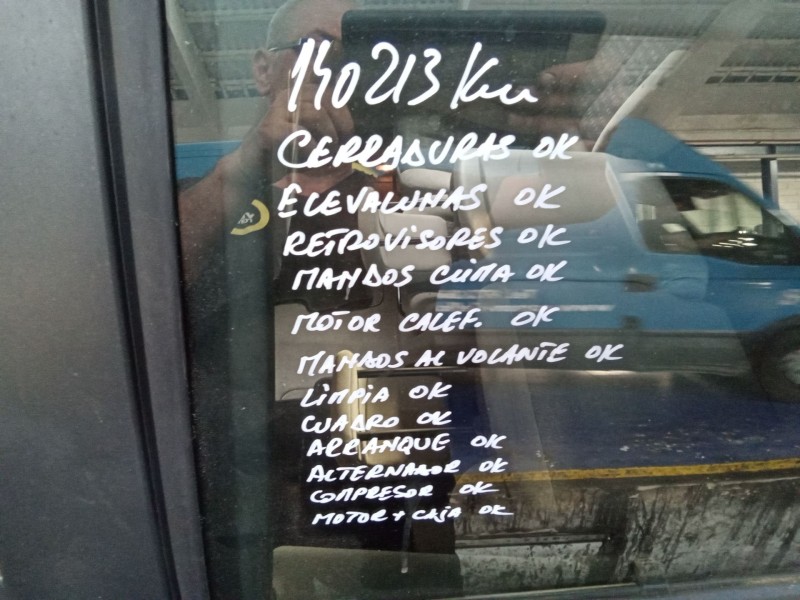 140213 Km
CERRADURAS OK
ELEVALUNAS OK
RETROVISORES OK
MANDOS CLIMA OK
MOTOR CALEF. OK
MANDOS AL VOLANTE OK
LIMPIA OK
CUADRO OK
ARRANQUE OK
ALTERNADOR OK
COMPRESOR OK
MOTOR + CAJA OK